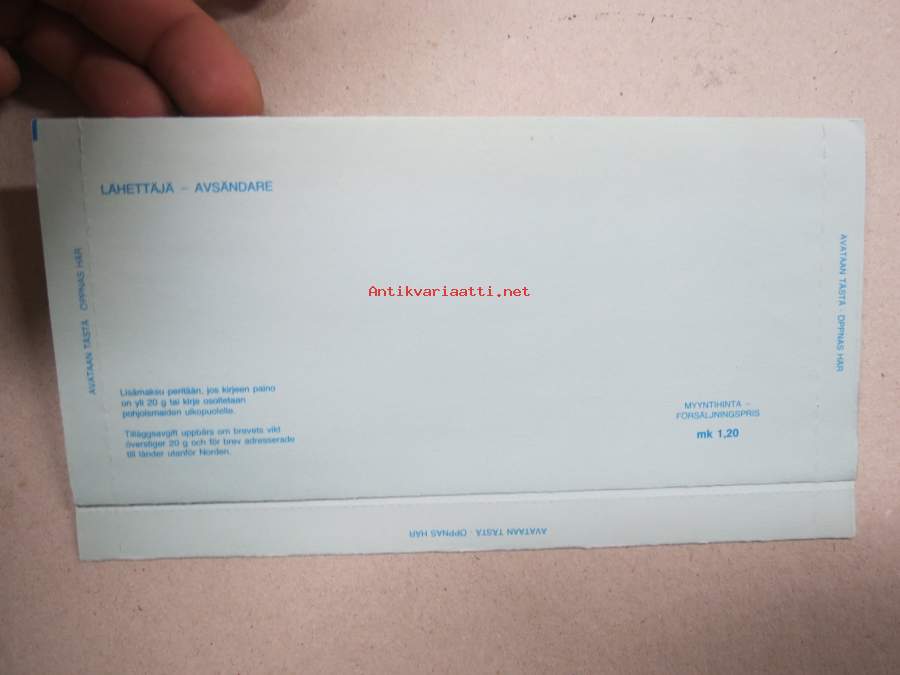 LÄHETTÄJÄ – AVSÄNDARE
AVATAAN TÄSTÄ · ÖPPNAS HÄR
AVATAAN TÄSTÄ · ÖPPNAS HÄR
Antikvariaatti.net
Lisämaksu peritään, jos kirjeen paino
on yli 20 g tai kirje osoitetaan
pohjoismaiden ulkopuolelle.
Tilläggsavgift uppbärs om brevets vikt
överstiger 20 g och för brev adresserade
till länder utanför Norden.
MYYNTIHINTA –
FÖRSÄLJNINGSPRIS
mk 1,20
AVATAAN TÄSTÄ · ÖPPNAS HÄR